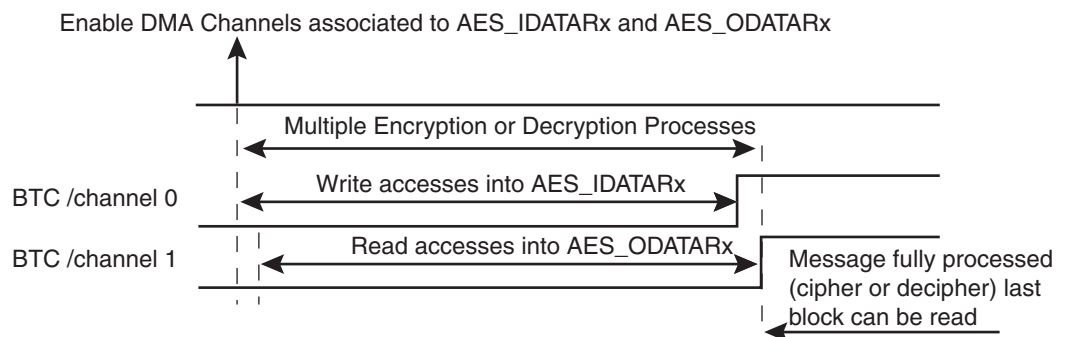 Enable DMA Channels associated to AES_IDATARx and AES_ODATARx
Multiple Encryption or Decryption Processes
BTC /channel 0
Write accesses into AES_IDATARx
BTC /channel 1
Read accesses into AES_ODATARx
Message fully processed
(cipher or decipher) last
block can be read